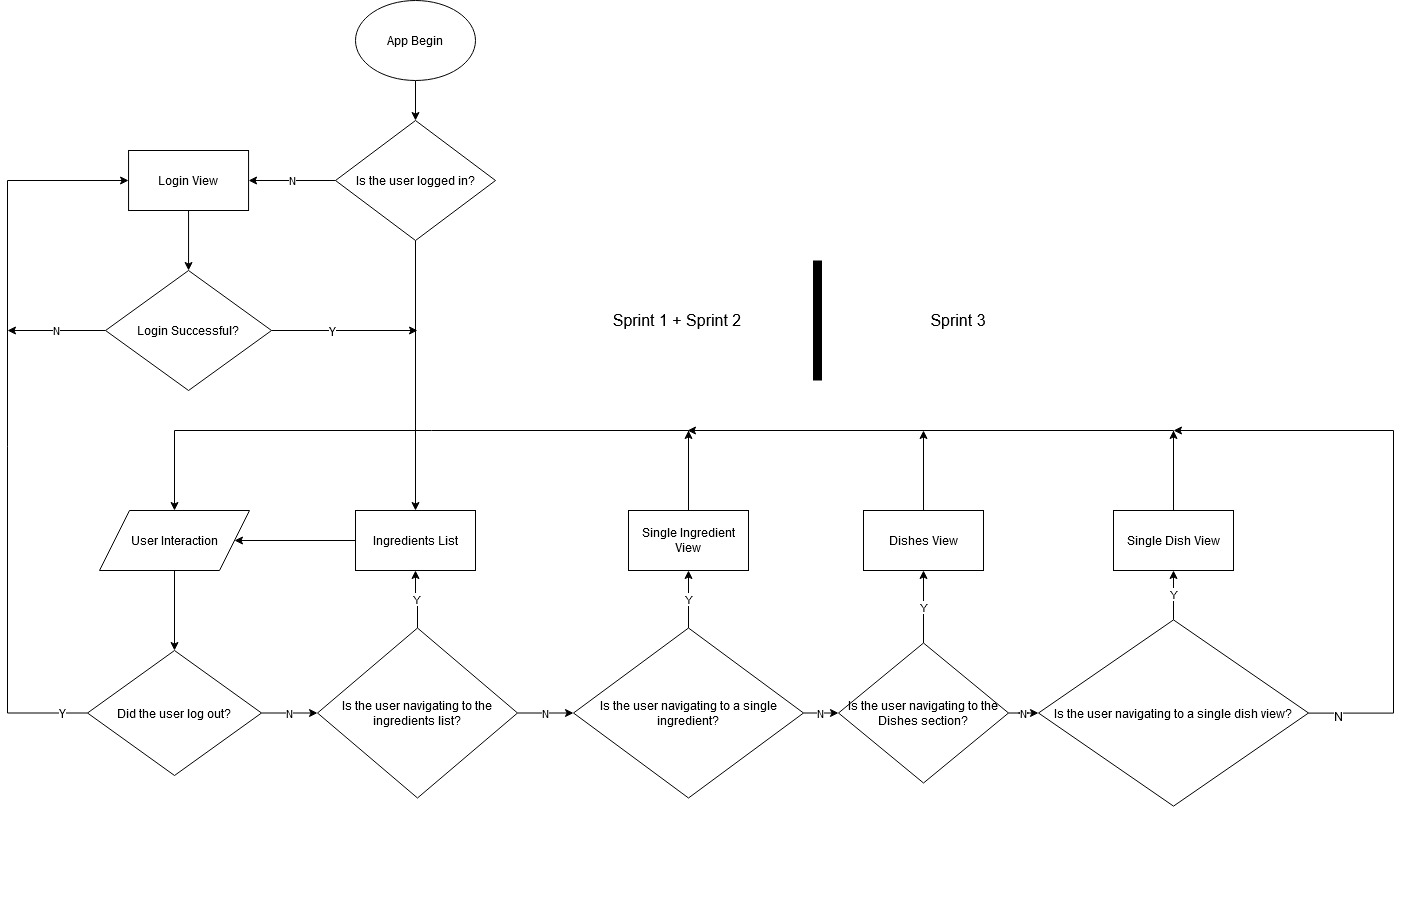 App Begin
Is the user logged in?
N
Login View
Login Successful?
N
Y
Sprint 1 + Sprint 2
Sprint 3
User Interaction
Ingredients List
Single Ingredient
View
Dishes View
Single Dish View
Y
Y
Y
Y
Y
Did the user log out?
N
Is the user navigating to the
ingredients list?
N
Is the user navigating to a single
ingredient?
N
Is the user navigating to the
Dishes section?
N
Is the user navigating to a single dish view?
N